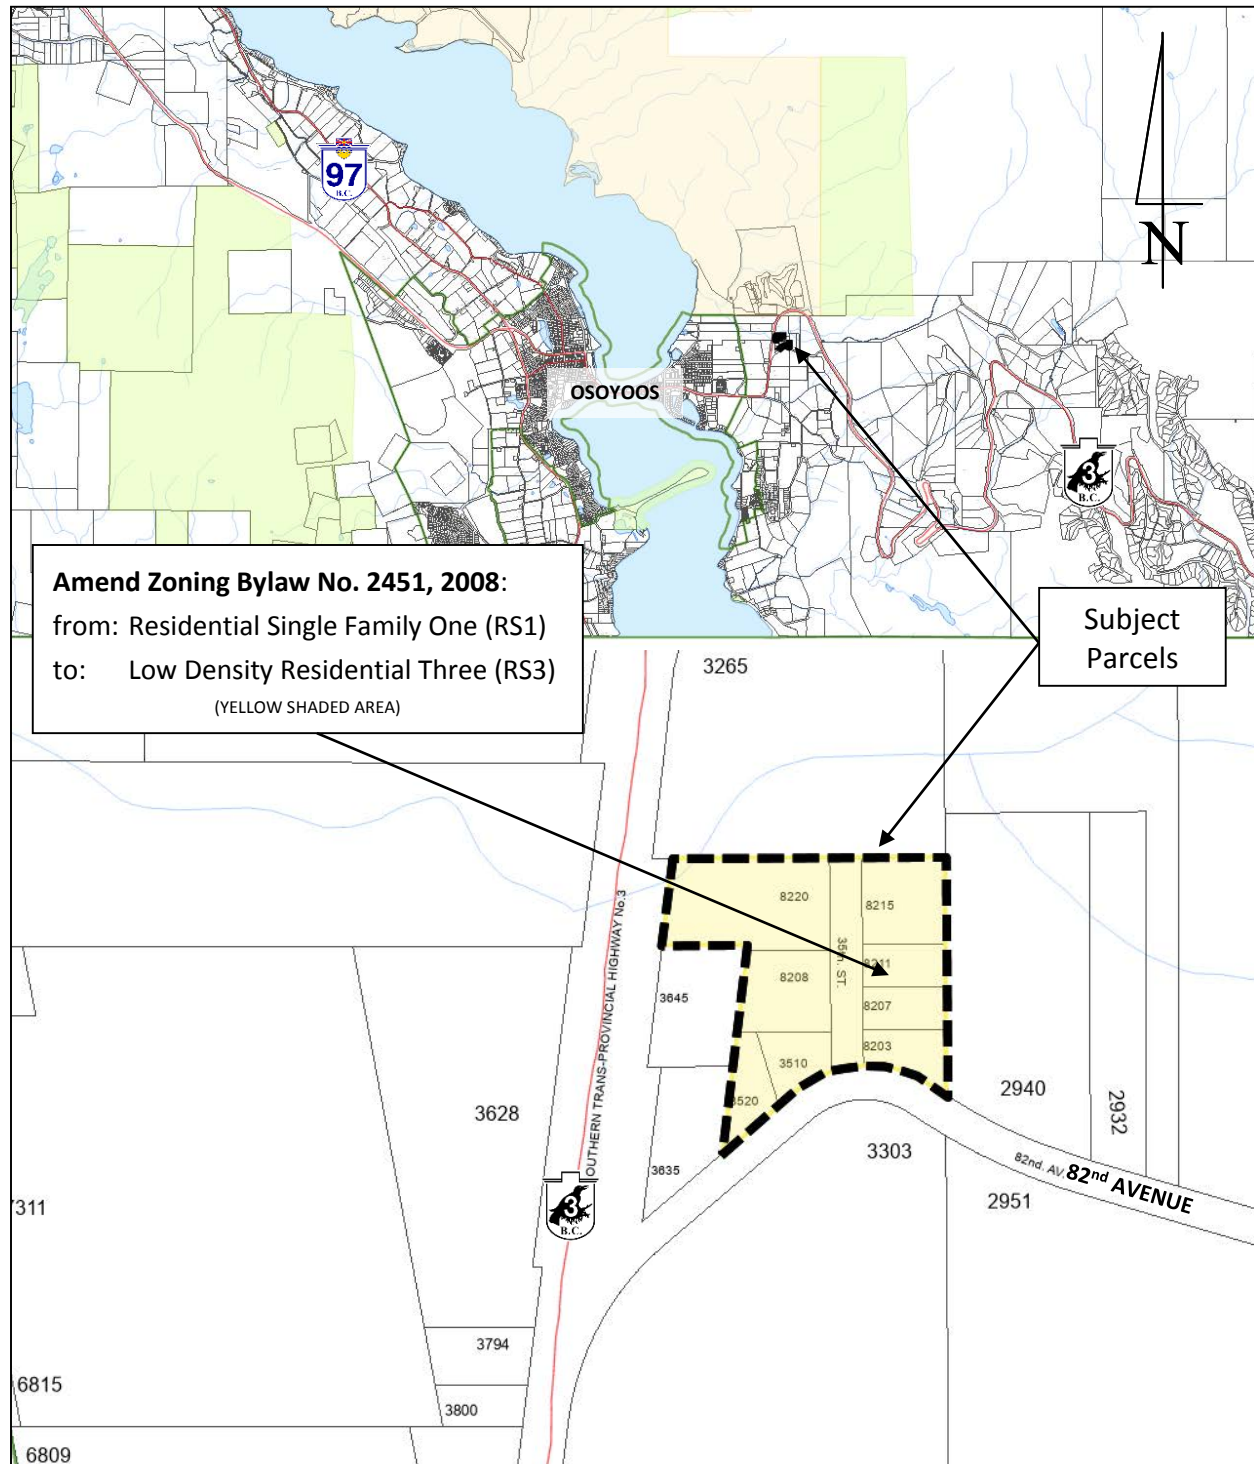 97
B.C.
N
OSOYOOS
3
B.C.
Amend Zoning Bylaw No. 2451, 2008:
from: Residential Single Family One (RS1)
to: Low Density Residential Three (RS3)
(YELLOW SHADED AREA)
Subject
Parcels
3265
8220
8215
35th. ST.
8211
8208
3645
8207
8203
3510
3520
OUTHERN TRANS-PROVINCIAL HIGHWAY No.3
3628
2940
2932
3303
3635
82nd. AV.
82nd AVENUE
2951
7311
3
B.C.
3794
6815
3800
6809